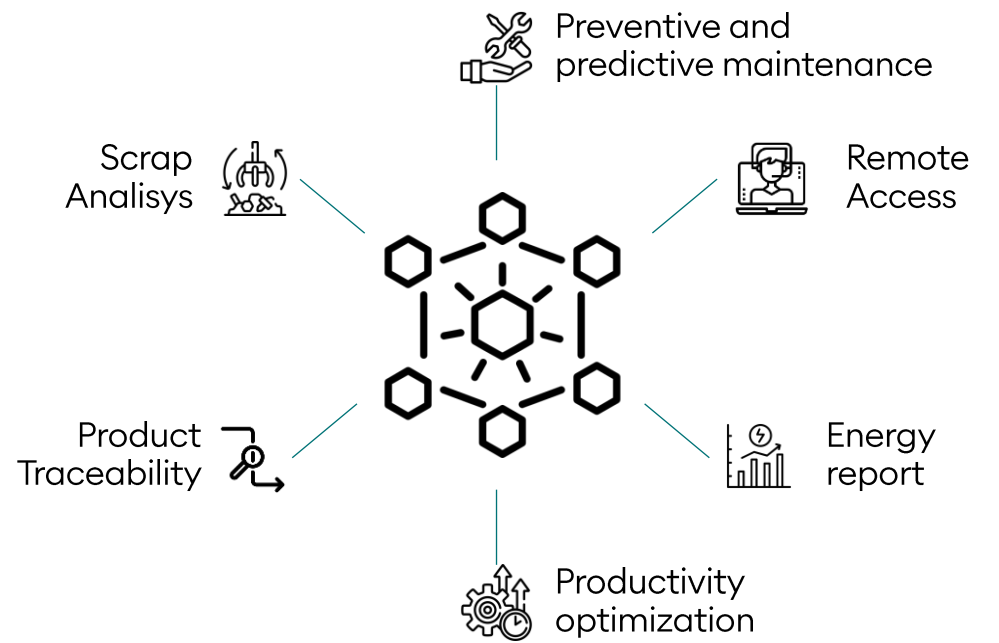 Preventive and
predictive maintenance
Scrap
Analisys
Remote
Access
Product
Traceability
Energy
report
Productivity
optimization